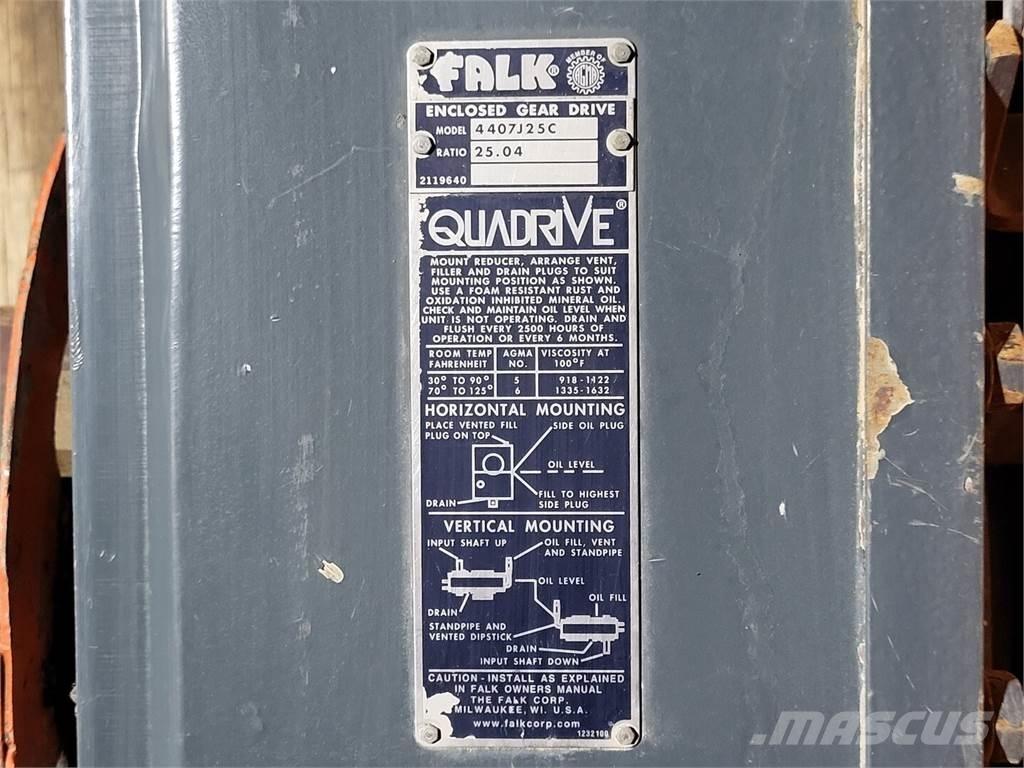 FALK®
MEMBER OF
AGMA
ENCLOSED GEAR DRIVE
MODEL 4407J25C
RATIO 25.04
2119640
QUADRIVE®
MOUNT REDUCER, ARRANGE VENT,
FILLER AND DRAIN PLUGS TO SUIT
MOUNTING POSITION AS SHOWN.
USE A FOAM RESISTANT RUST AND
OXIDATION INHIBITED MINERAL OIL.
CHECK AND MAINTAIN OIL LEVEL WHEN
UNIT IS NOT OPERATING. DRAIN AND
FLUSH EVERY 2500 HOURS OF
OPERATION OR EVERY 6 MONTHS.
ROOM TEMP AGMA VISCOSITY AT
FAHRENHEIT NO. 100°F
30° TO 90° 5 918-1122
70° TO 125° 6 1335-1632
HORIZONTAL MOUNTING
PLACE VENTED FILL SIDE OIL PLUG
PLUG ON TOP
OIL LEVEL
DRAIN FILL TO HIGHEST
SIDE PLUG
VERTICAL MOUNTING
INPUT SHAFT UP OIL FILL, VENT
AND STANDPIPE
OIL LEVEL
OIL FILL
DRAIN
STANDPIPE AND
VENTED DIPSTICK
DRAIN
INPUT SHAFT DOWN
CAUTION - INSTALL AS EXPLAINED
IN FALK OWNERS MANUAL
THE FALK CORP.
MILWAUKEE, WI. U.S.A.
www.falkcorp.com
1232100
MASCUS